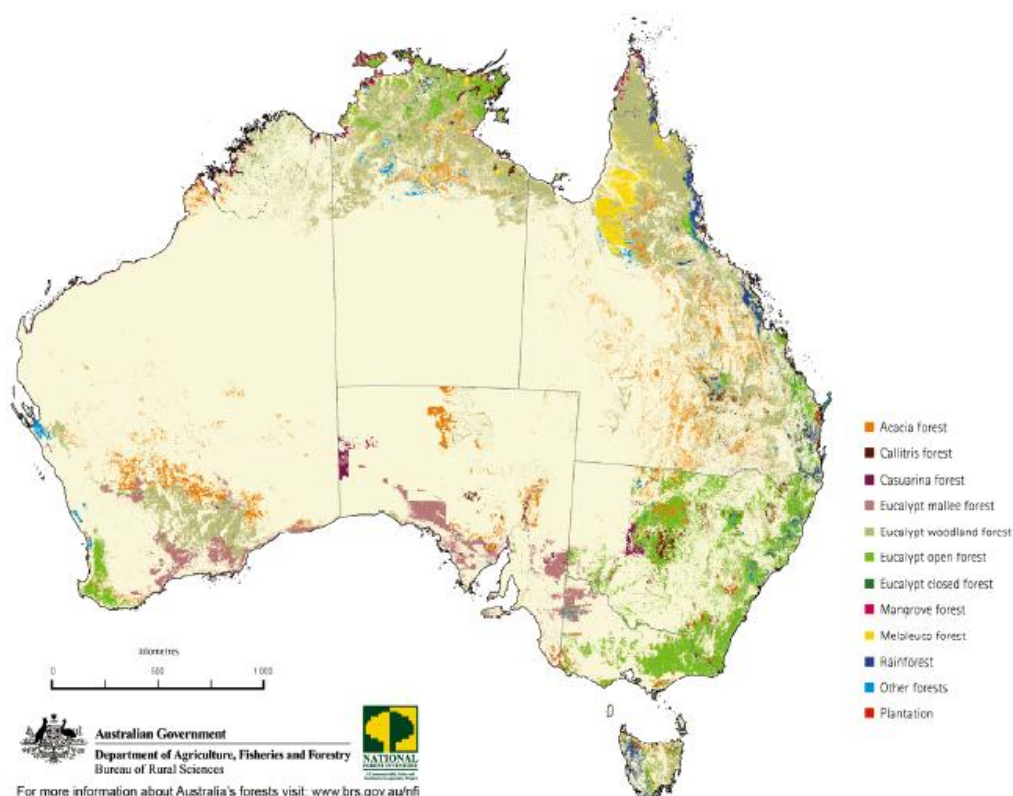 Acacia forest
Callitris forest
Casuarina forest
Eucalypt mallee forest
Eucalypt woodland forest
Eucalypt open forest
Eucalypt closed forest
Mangrove forest
Melaleuca forest
Rainforest
Other forests
Plantation
kilometres
0 500 1 000
Australian Government
Department of Agriculture, Fisheries and Forestry
Bureau of Rural Sciences
NATIONAL
FOREST INVENTORY
For more information about Australia's forests visit: www.brs.gov.au/nfi